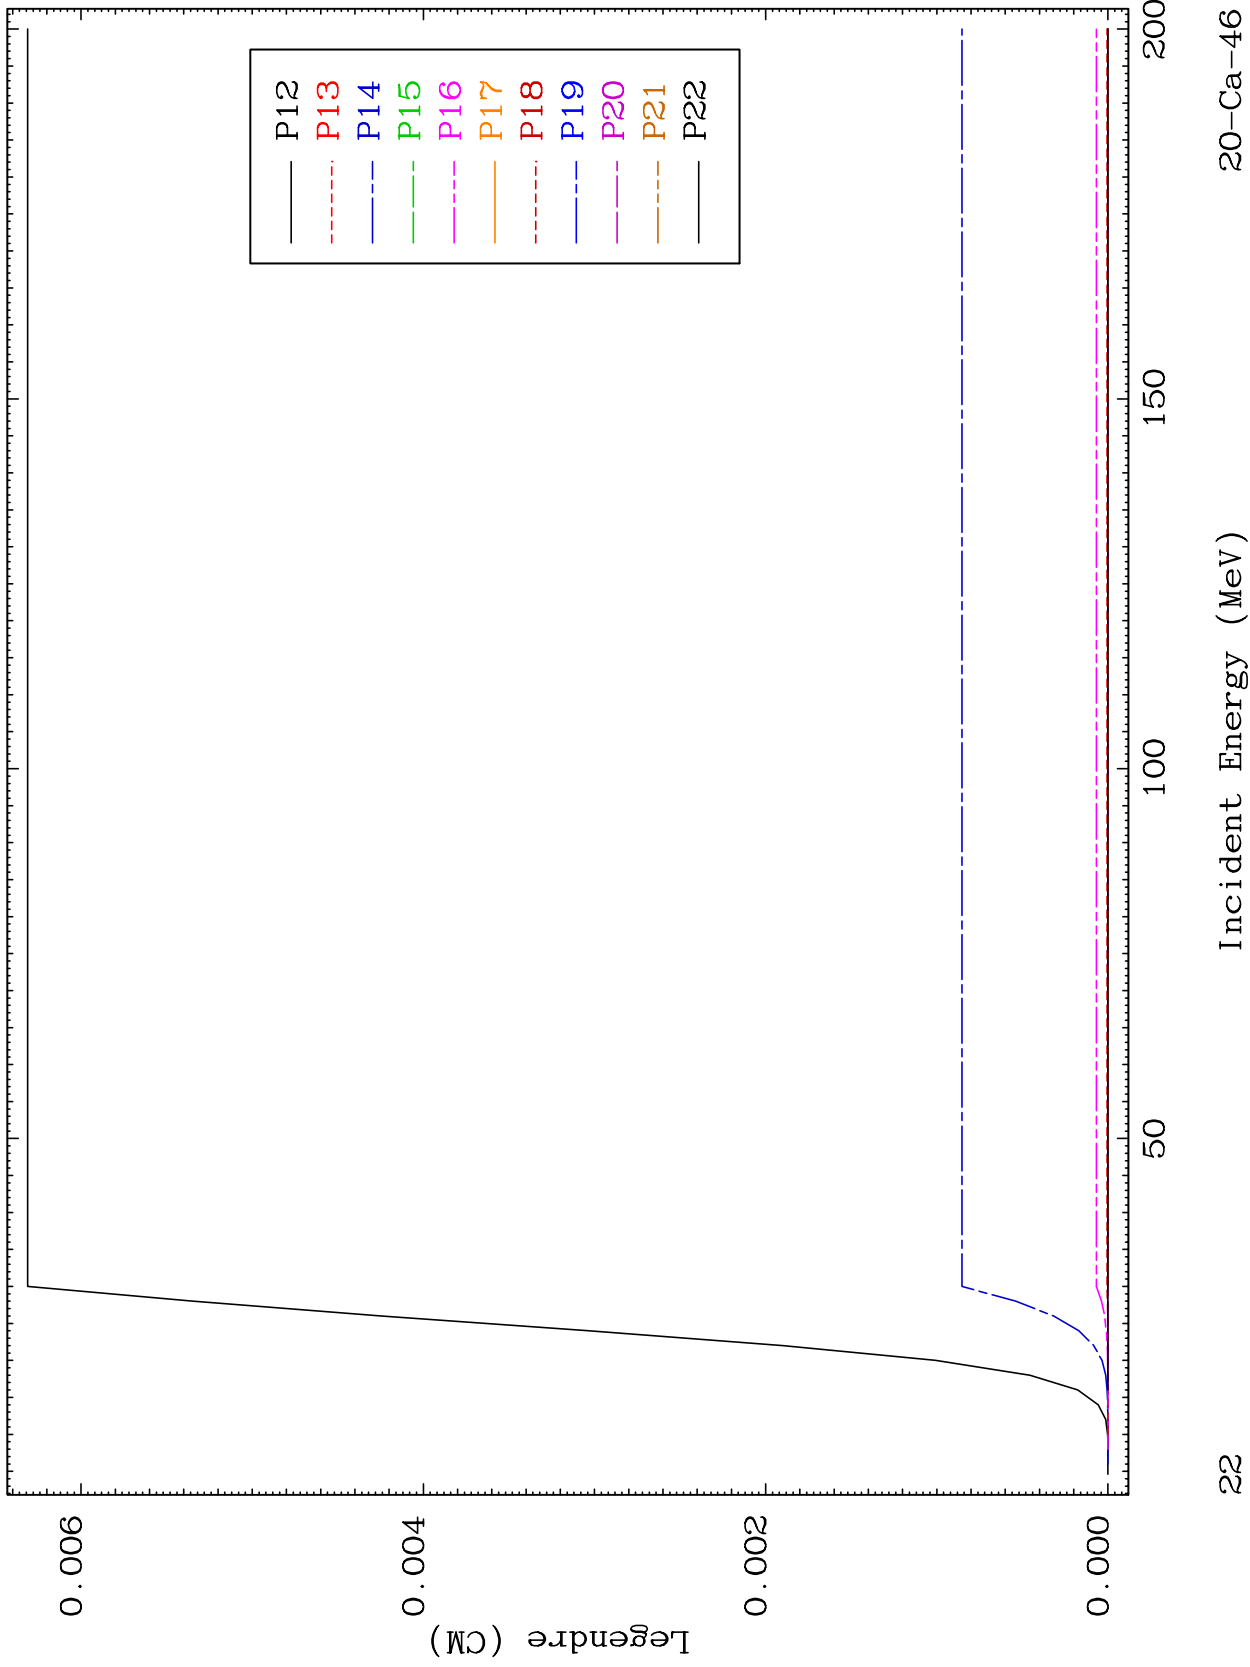 Legendre (CM)
0.006
0.004
0.002
0.000
P12
P13
P14
P15
P16
P17
P18
P19
P20
P21
P22
50
100
150
200
22
Incident Energy (MeV)
20-Ca-46